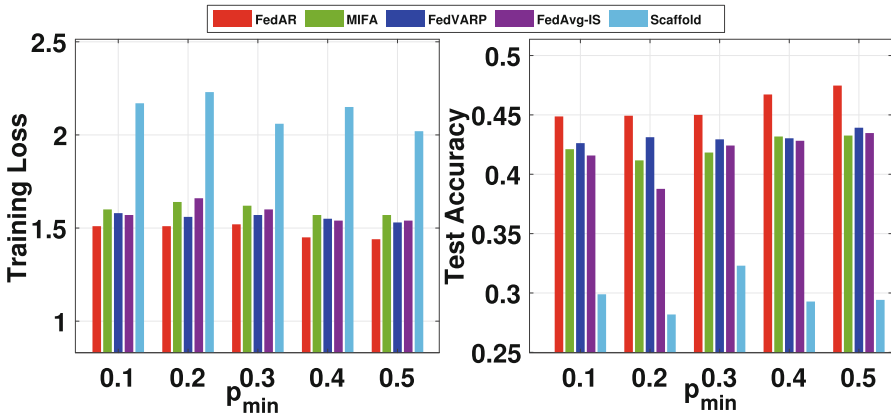 FedAR MIFA FedVARP FedAvg-IS Scaffold
Training Loss
2.5
2
1.5
1
0.1 0.2 0.3 0.4 0.5
p_min
Test Accuracy
0.5
0.45
0.4
0.35
0.3
0.25
0.1 0.2 0.3 0.4 0.5
p_min